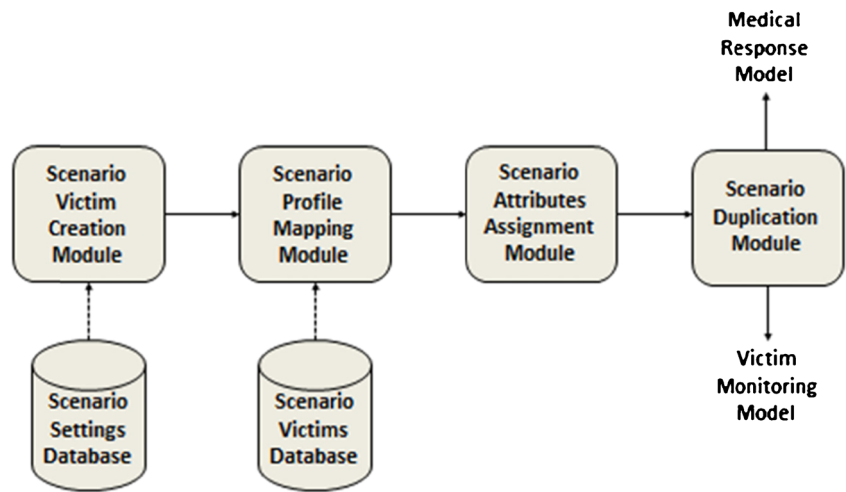 Medical
Response
Model
Scenario
Victim
Creation
Module
Scenario
Profile
Mapping
Module
Scenario
Attributes
Assignment
Module
Scenario
Duplication
Module
Scenario
Settings
Database
Scenario
Victims
Database
Victim
Monitoring
Model